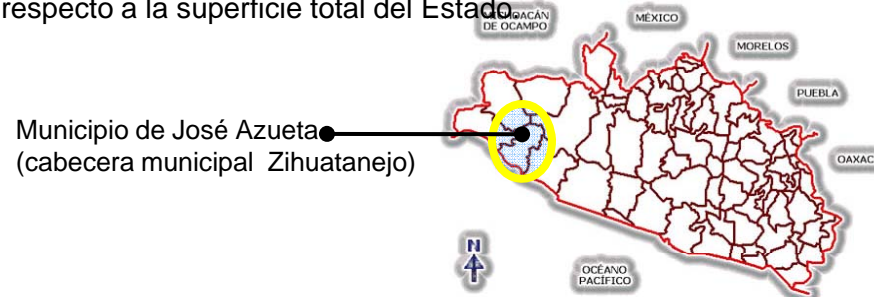 respecto a la superficie total del Estado.
MICHOACÁN
DE OCAMPO
MÉXICO
MORELOS
PUEBLA
OAXAC
Municipio de José Azueta
(cabecera municipal Zihuatanejo)
N
OCÉANO
PACÍFICO